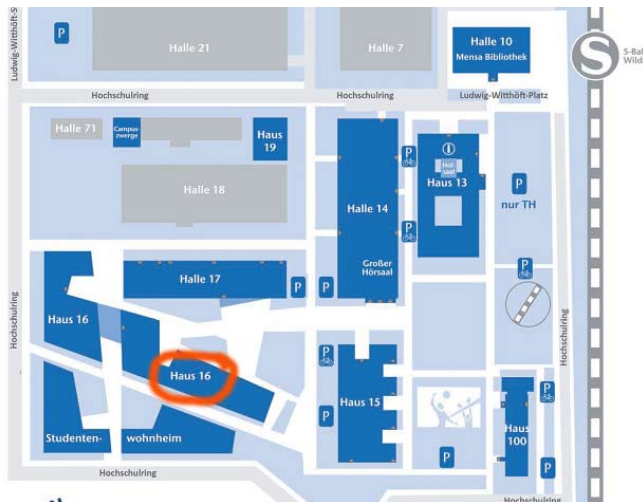 Ludwig-Witthöft-S
P
Halle 21
Halle 7
Halle 10
Mensa Bibliothek
S
S-Bal
Wild
Hochschulring
Hochschulring
Ludwig-Witthöft-Platz
Halle 71
Campus-
zwerge
Haus
19
Halle 18
Halle 14
Großer
Hörsaal
P
P
i
Haus 13
P
nur TH
P
Hochschulring
Haus 16
Halle 17
P
P
Haus 16
Haus 15
P
P
Hochschulring
Studenten-
wohnheim
P
Haus
100
P
P
Hochschulring
Hochschulring